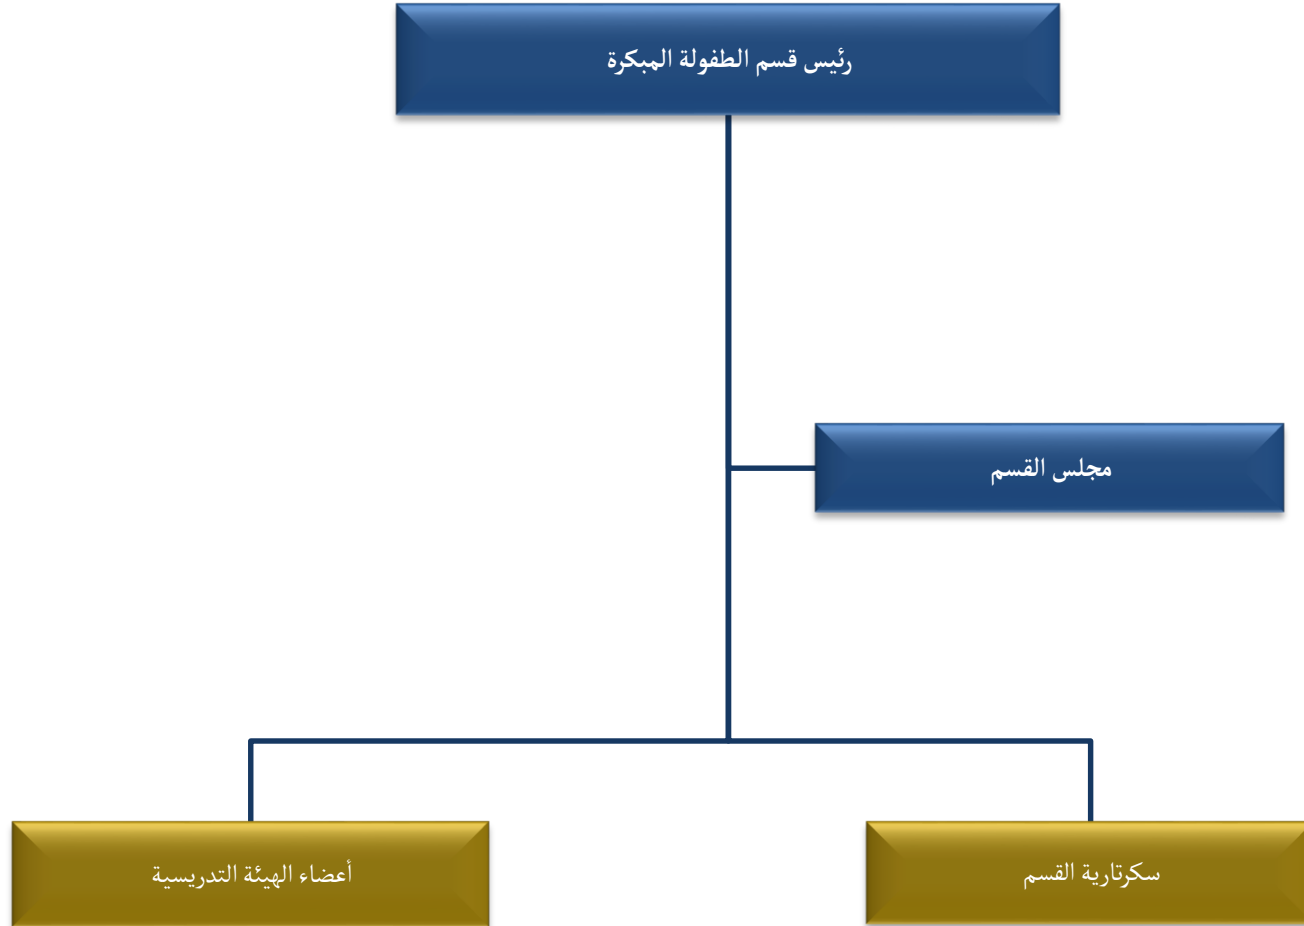 رئيس قسم الطفولة المبكرة
مجلس القسم
سكرتارية القسم
أعضاء الهيئة التدريسية